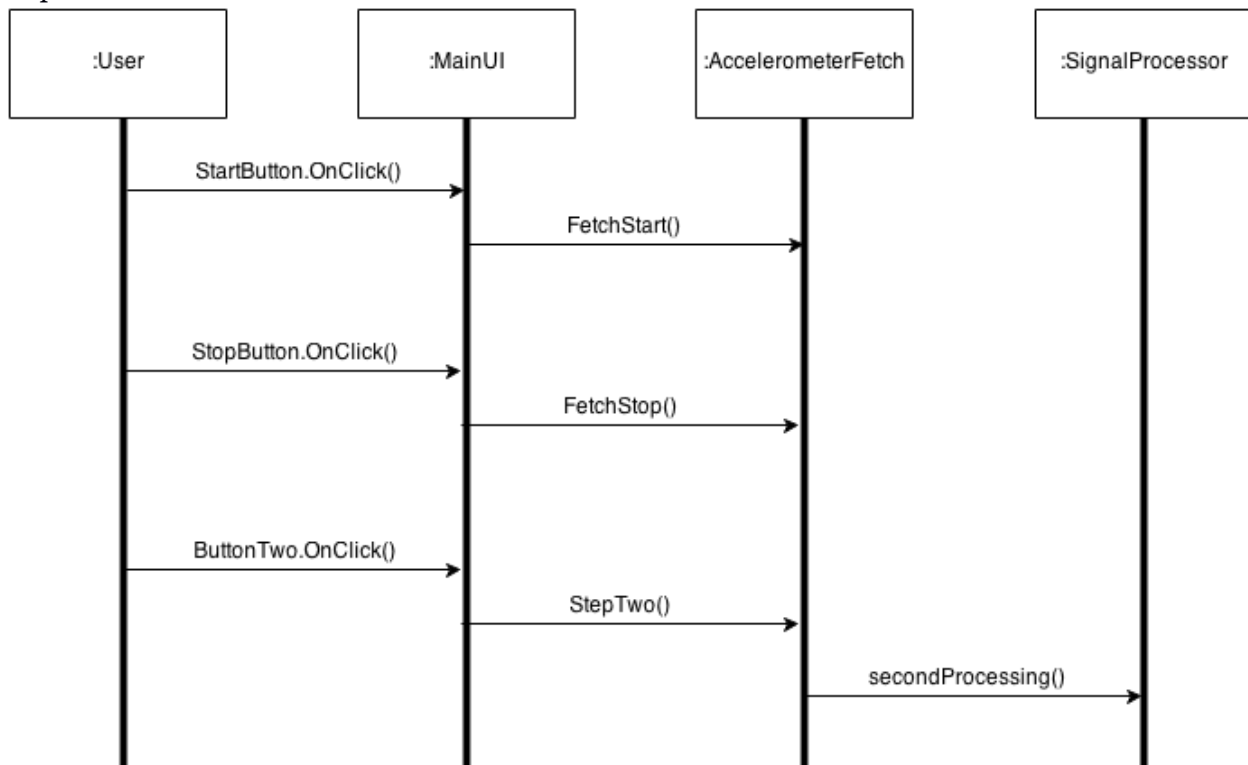 :User
:MainUI
:AccelerometerFetch
:SignalProcessor
StartButton.OnClick()
FetchStart()
StopButton.OnClick()
FetchStop()
ButtonTwo.OnClick()
StepTwo()
secondProcessing()